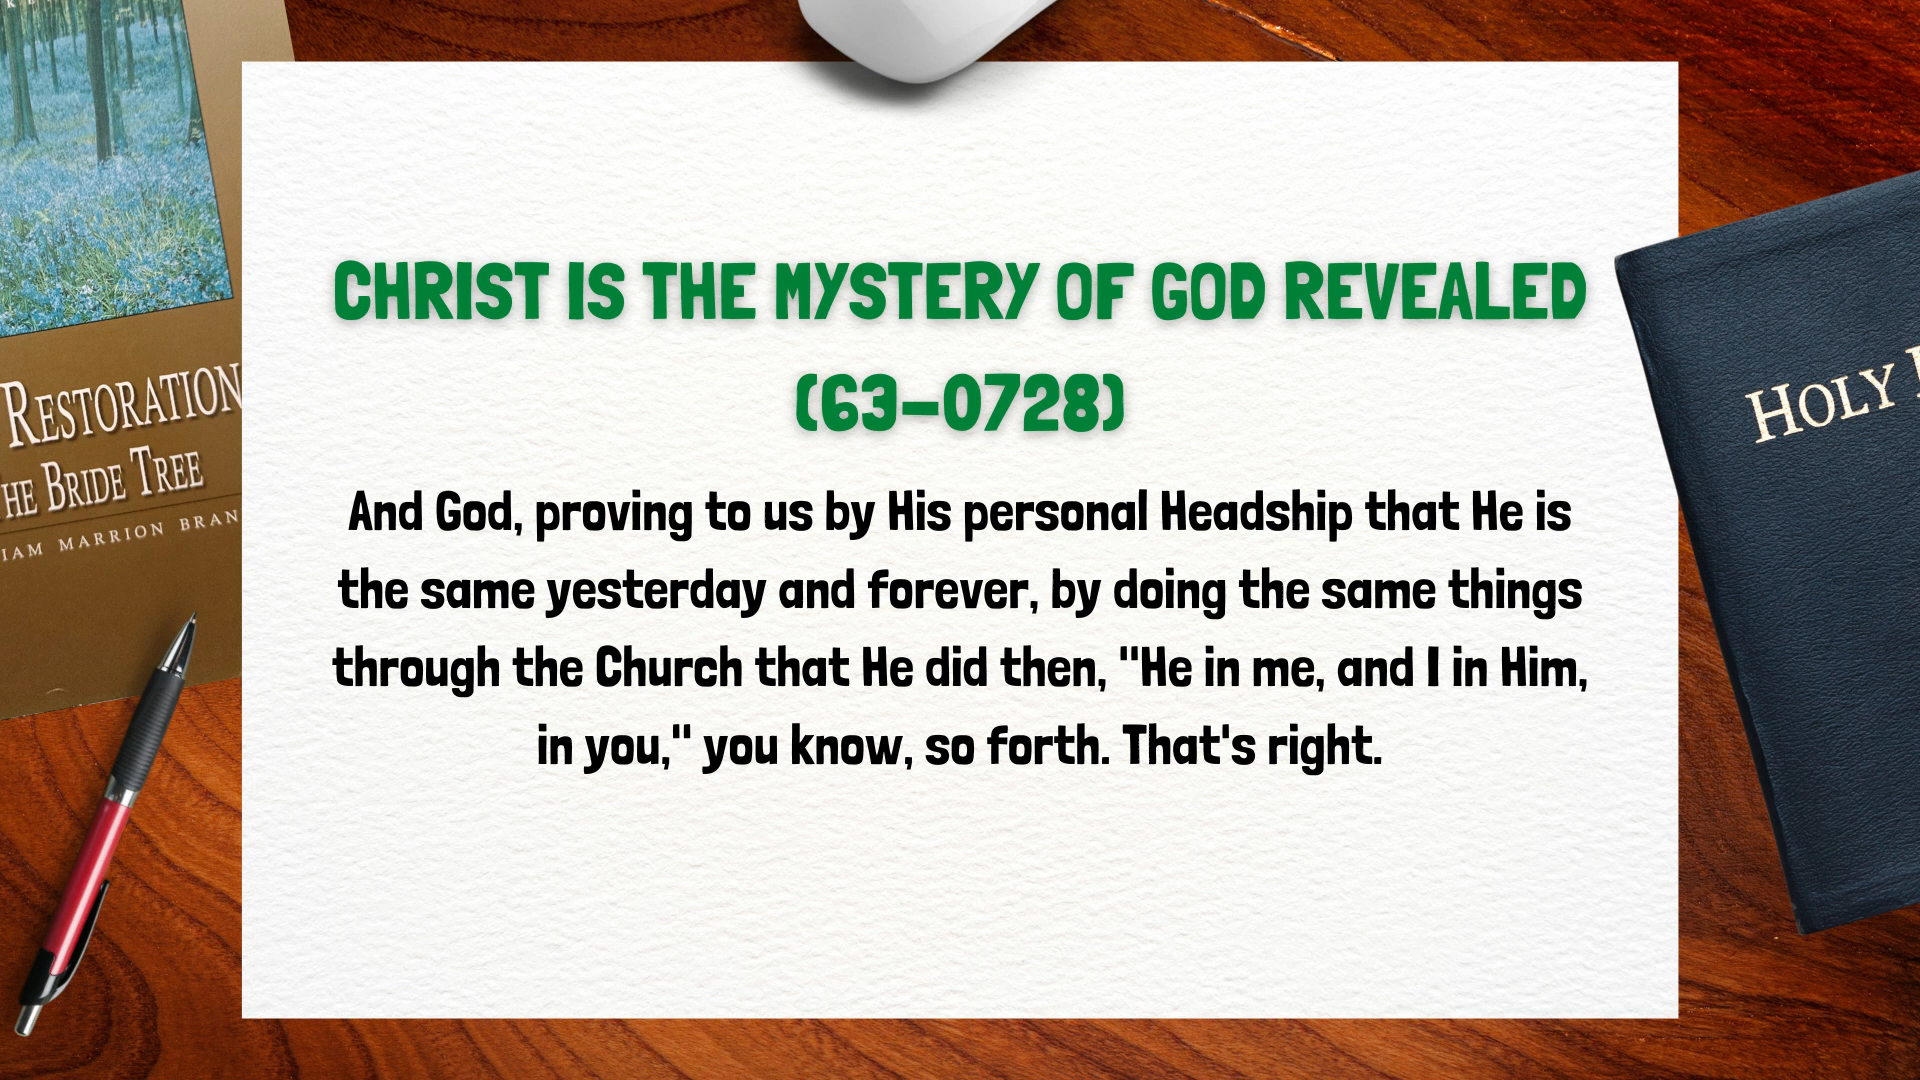 RESTORATION
THE BRIDE TREE
MARRION
HOLY
CHRIST IS THE MYSTERY OF GOD REVEALED
(63-0728)
And God, proving to us by His personal Headship that He is
the same yesterday and forever, by doing the same things
through the Church that He did then, "He in me, and I in Him,
in you," you know, so forth. That's right.